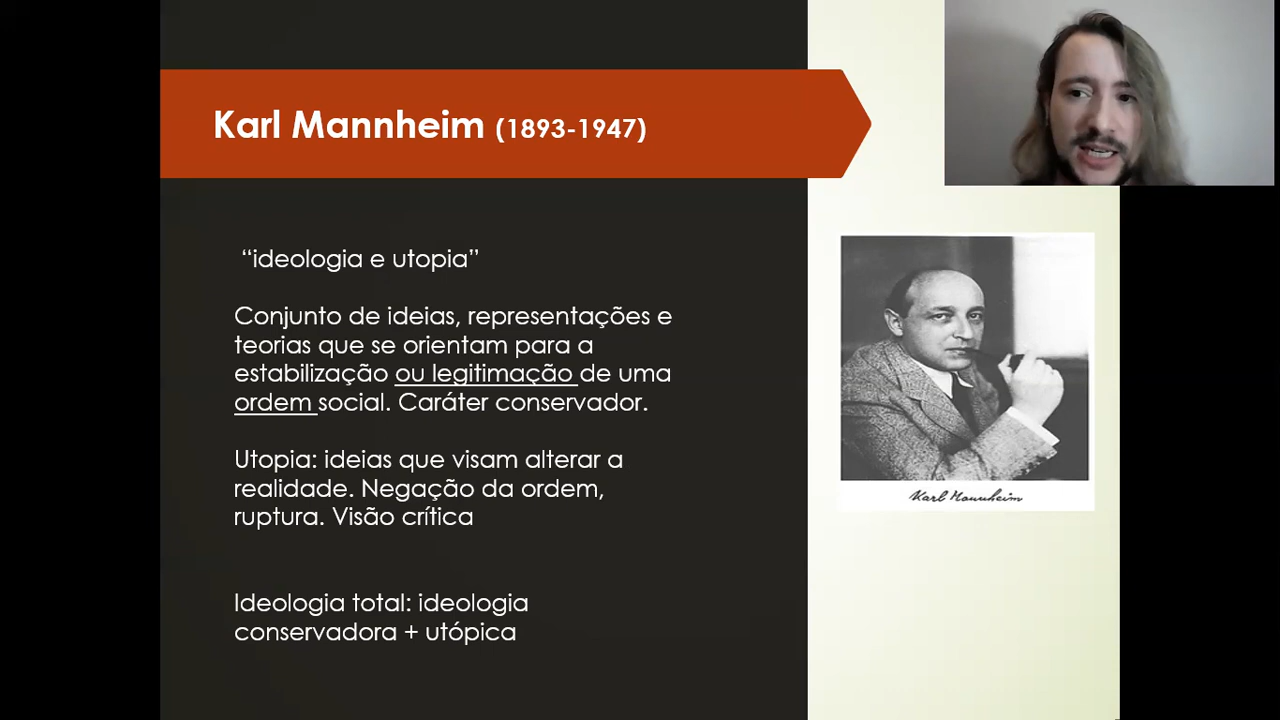 Karl Mannheim (1893-1947)
“ideologia e utopia”
Conjunto de ideias, representações e
teorias que se orientam para a
estabilização ou legitimação de uma
ordem social. Caráter conservador.
Utopia: ideias que visam alterar a
realidade. Negação da ordem,
ruptura. Visão crítica
Ideologia total: ideologia
conservadora + utópica
Karl Mannheim